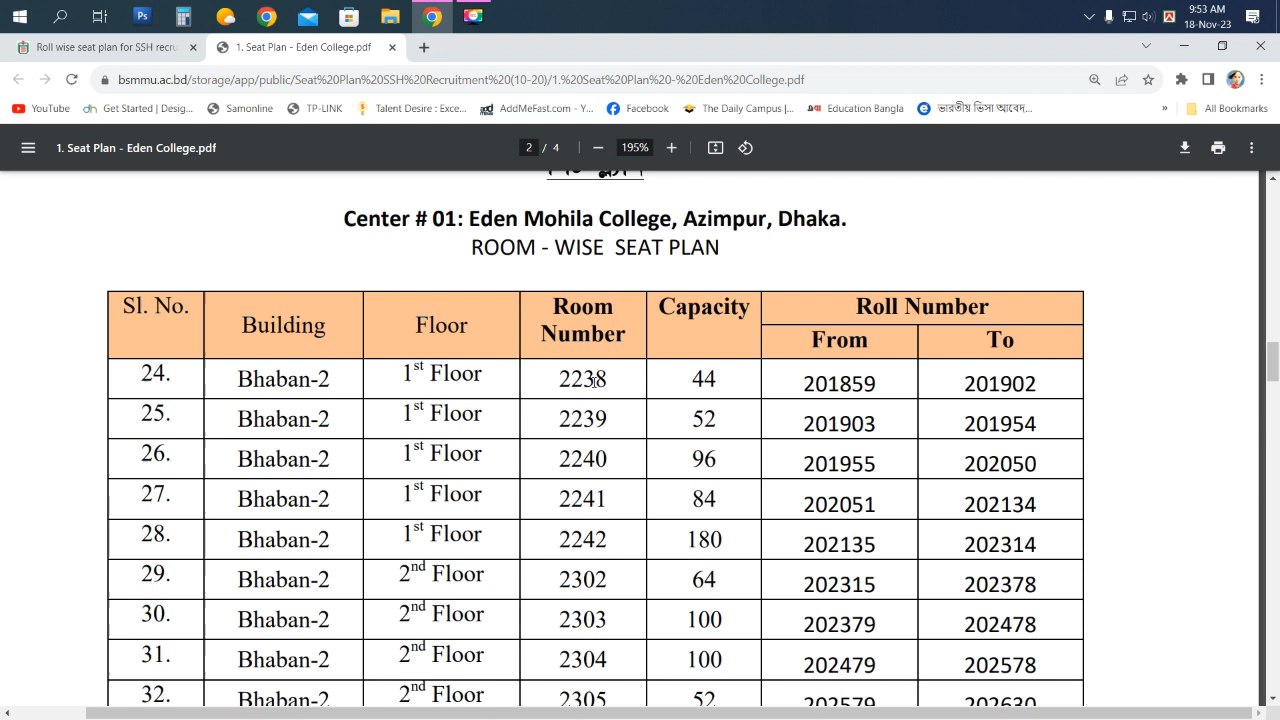 9:53 AM
18-Nov-23
Roll wise seat plan for SSH recru
1. Seat Plan - Eden College.pdf
bsmmu.ac.bd/storage/app/public/Seat%20Plan%20SSH%20Recruitment%20(10-20)/1.%20Seat%20Plan%20-%20Eden%20College.pdf
YouTube Get Started | Desig... Samonline TP-LINK Talent Desire : Exce... AddMeFast.com - Y... Facebook The Daily Campus |... Education Bangla ভারতীয় ভিসা আবেদ... » All Bookmarks
1. Seat Plan - Eden College.pdf 2 / 4 195%
Center # 01: Eden Mohila College, Azimpur, Dhaka.
ROOM - WISE SEAT PLAN
Sl. No. Building Floor Room Number Capacity Roll Number
From To
24. Bhaban-2 1st Floor 2238 44 201859 201902
25. Bhaban-2 1st Floor 2239 52 201903 201954
26. Bhaban-2 1st Floor 2240 96 201955 202050
27. Bhaban-2 1st Floor 2241 84 202051 202134
28. Bhaban-2 1st Floor 2242 180 202135 202314
29. Bhaban-2 2nd Floor 2302 64 202315 202378
30. Bhaban-2 2nd Floor 2303 100 202379 202478
31. Bhaban-2 2nd Floor 2304 100 202479 202578
32. Bhaban-2 2nd Floor 2305 52 202579 202630